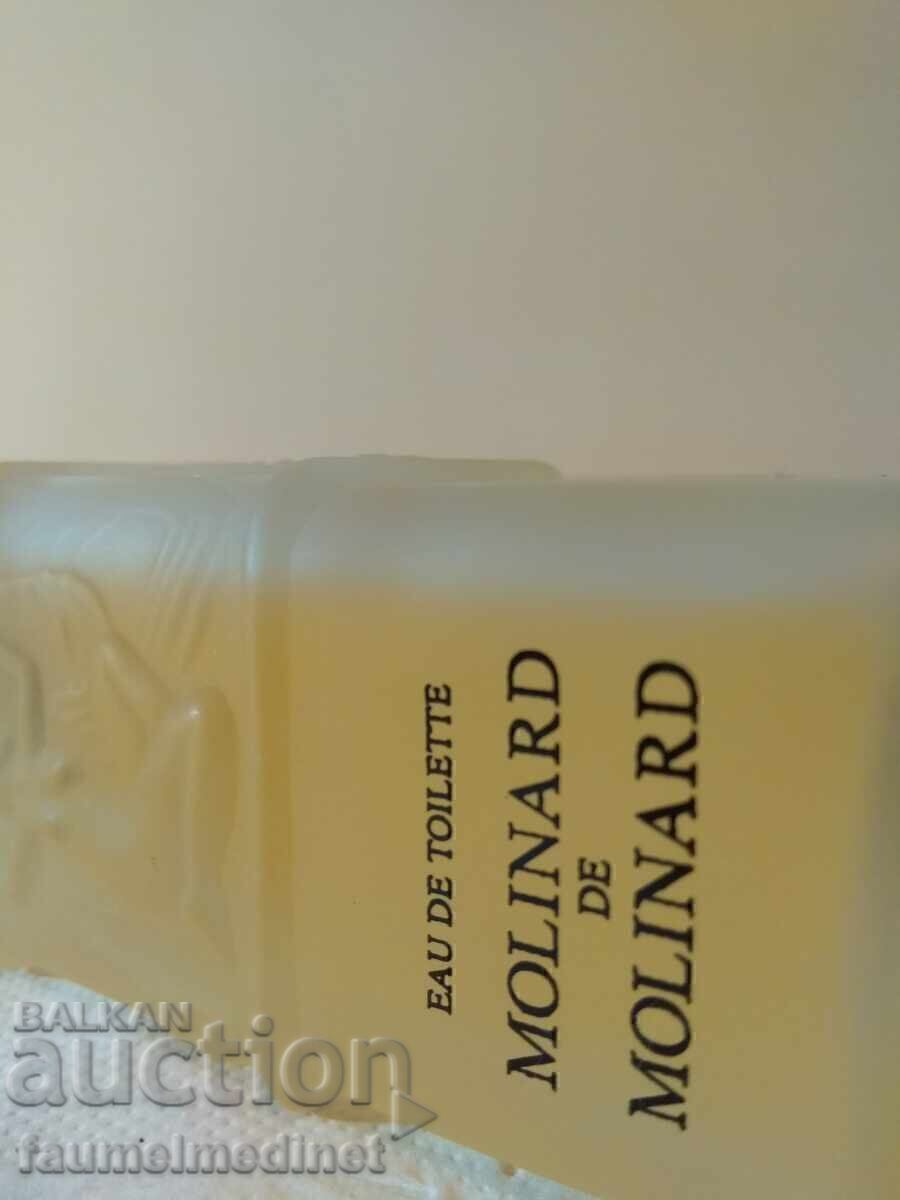 EAU DE TOILETTE
MOLINARD
DE
MOLINARD
BALKAN
auction
faumelmedinet